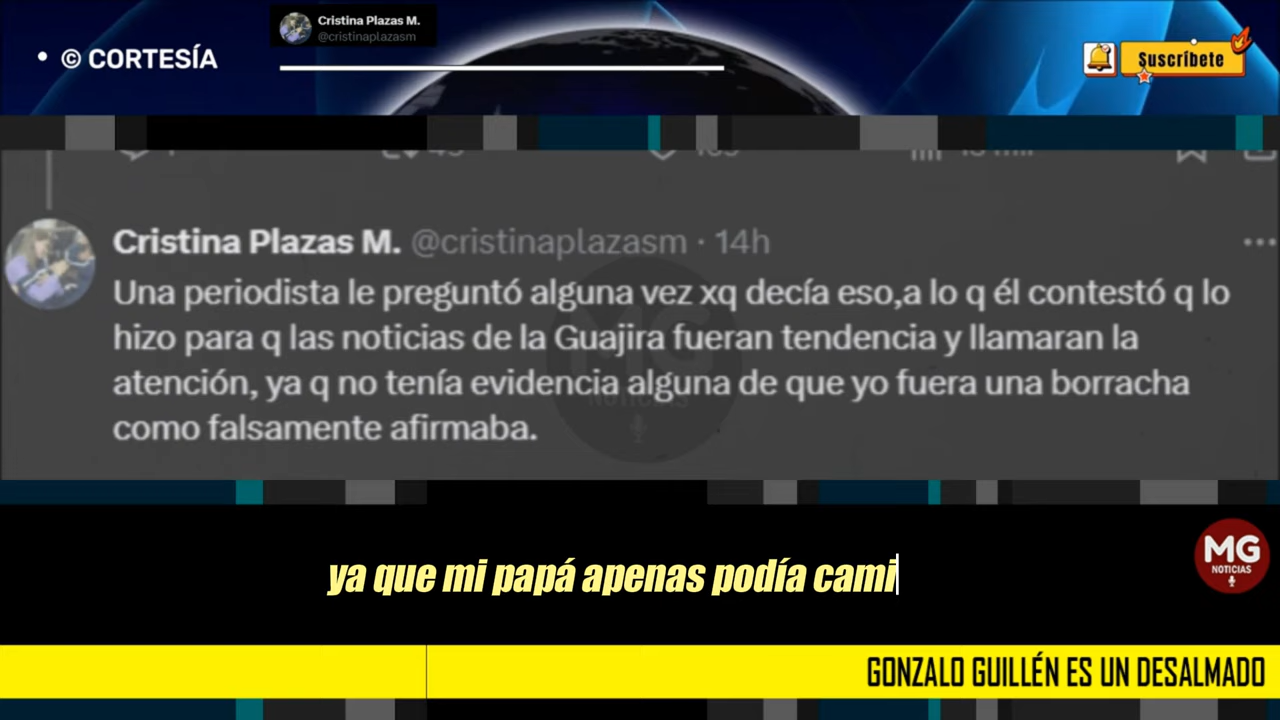 • © CORTESÍA
Cristina Plazas M.
@cristinaplazasm
Suscríbete
Cristina Plazas M. @cristinaplazasm · 14h
Una periodista le preguntó alguna vez xq decía eso,a lo q él contestó q lo
hizo para q las noticias de la Guajira fueran tendencia y llamaran la
atención, ya q no tenía evidencia alguna de que yo fuera una borracha
como falsamente afirmaba.
ya que mi papá apenas podía cami
MG
NOTICIAS
GONZALO GUILLÉN ES UN DESALMADO